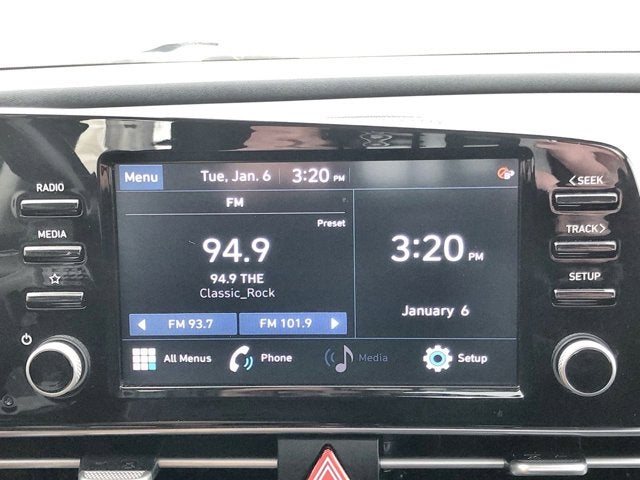 RADIO
MEDIA
Menu
Tue, Jan. 6
3:20 PM
FM
Preset
94.9
94.9 THE
Classic_Rock
FM 93.7
FM 101.9
3:20 PM
January 6
All Menus
Phone
Media
Setup
<SEEK
TRACK>
SETUP